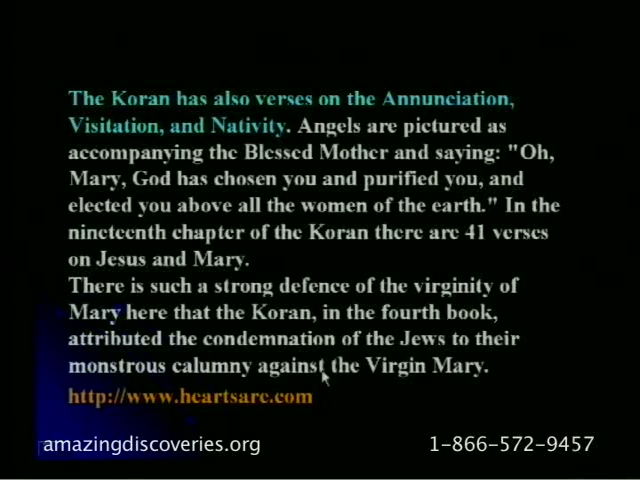 The Koran has also verses on the Annunciation,
Visitation, and Nativity. Angels are pictured as
accompanying the Blessed Mother and saying: "Oh,
Mary, God has chosen you and purified you, and
elected you above all the women of the earth." In the
nineteenth chapter of the Koran there are 41 verses
on Jesus and Mary.
There is such a strong defence of the virginity of
Mary here that the Koran, in the fourth book,
attributed the condemnation of the Jews to their
monstrous calumny against the Virgin Mary.
http://www.heartsare.com
amazingdiscoveries.org 1-866-572-9457